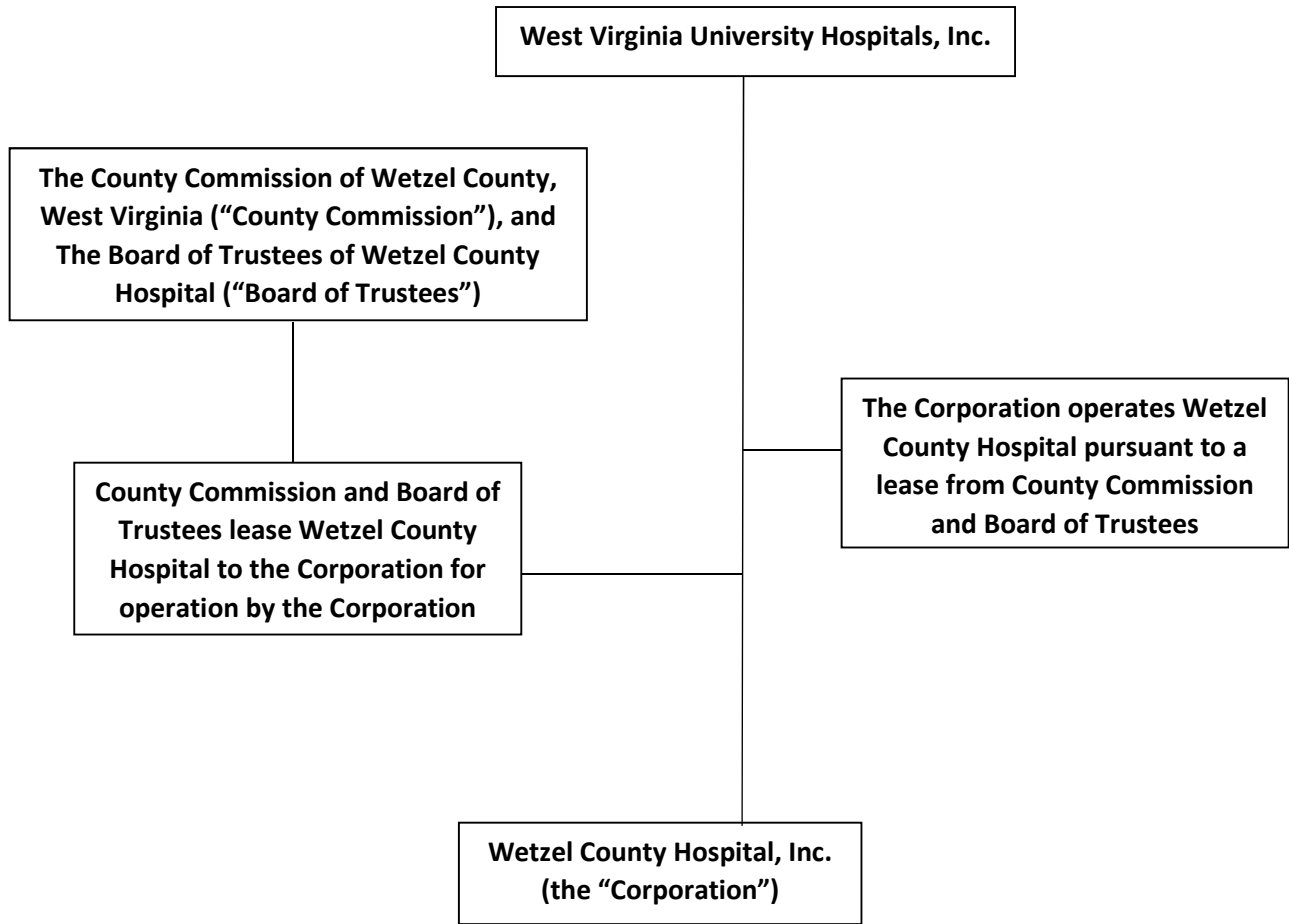 West Virginia University Hospitals, Inc.
The County Commission of Wetzel County,
West Virginia (“County Commission”), and
The Board of Trustees of Wetzel County
Hospital (“Board of Trustees”)
The Corporation operates Wetzel
County Hospital pursuant to a
lease from County Commission
and Board of Trustees
County Commission and Board of
Trustees lease Wetzel County
Hospital to the Corporation for
operation by the Corporation
Wetzel County Hospital, Inc.
(the “Corporation”)